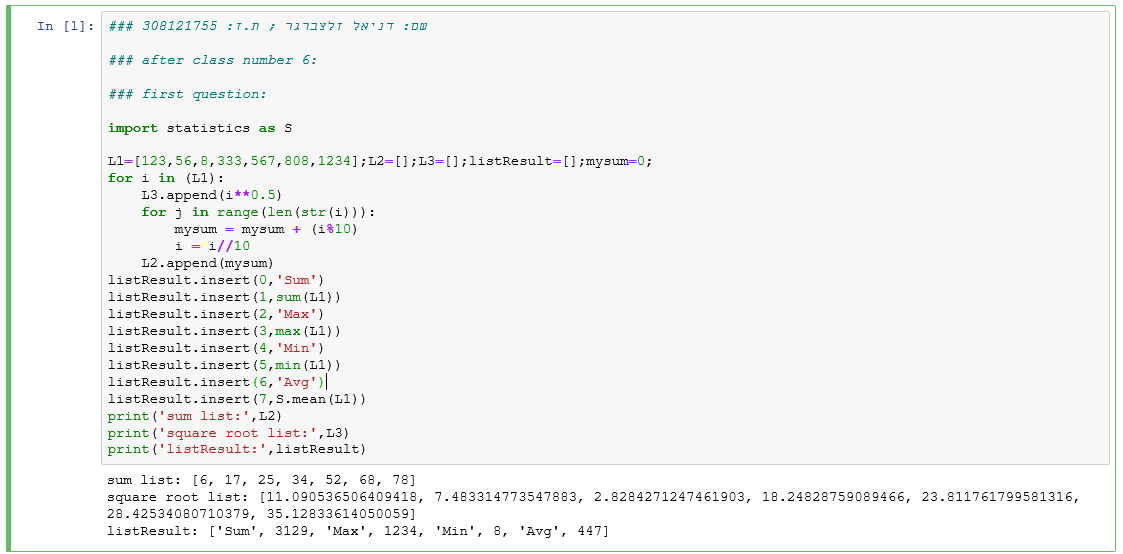 In [1]:
### שם: דניאל זלצברגר ; ת.ז: 308121755
### after class number 6:
### first question:
import statistics as S
L1=[123,56,8,333,567,808,1234];L2=[];L3=[];listResult=[];mysum=0;
for i in (L1):
    L3.append(i**0.5)
    for j in range(len(str(i))):
        mysum = mysum + (i%10)
        i = i//10
    L2.append(mysum)
listResult.insert(0,'Sum')
listResult.insert(1,sum(L1))
listResult.insert(2,'Max')
listResult.insert(3,max(L1))
listResult.insert(4,'Min')
listResult.insert(5,min(L1))
listResult.insert(6,'Avg')
listResult.insert(7,S.mean(L1))
print('sum list:',L2)
print('square root list:',L3)
print('listResult:',listResult)
sum list: [6, 17, 25, 34, 52, 68, 78]
square root list: [11.090536506409418, 7.483314773547883, 2.8284271247461903, 18.24828759089466, 23.811761799581316,
28.42534080710379, 35.12833614050059]
listResult: ['Sum', 3129, 'Max', 1234, 'Min', 8, 'Avg', 447]